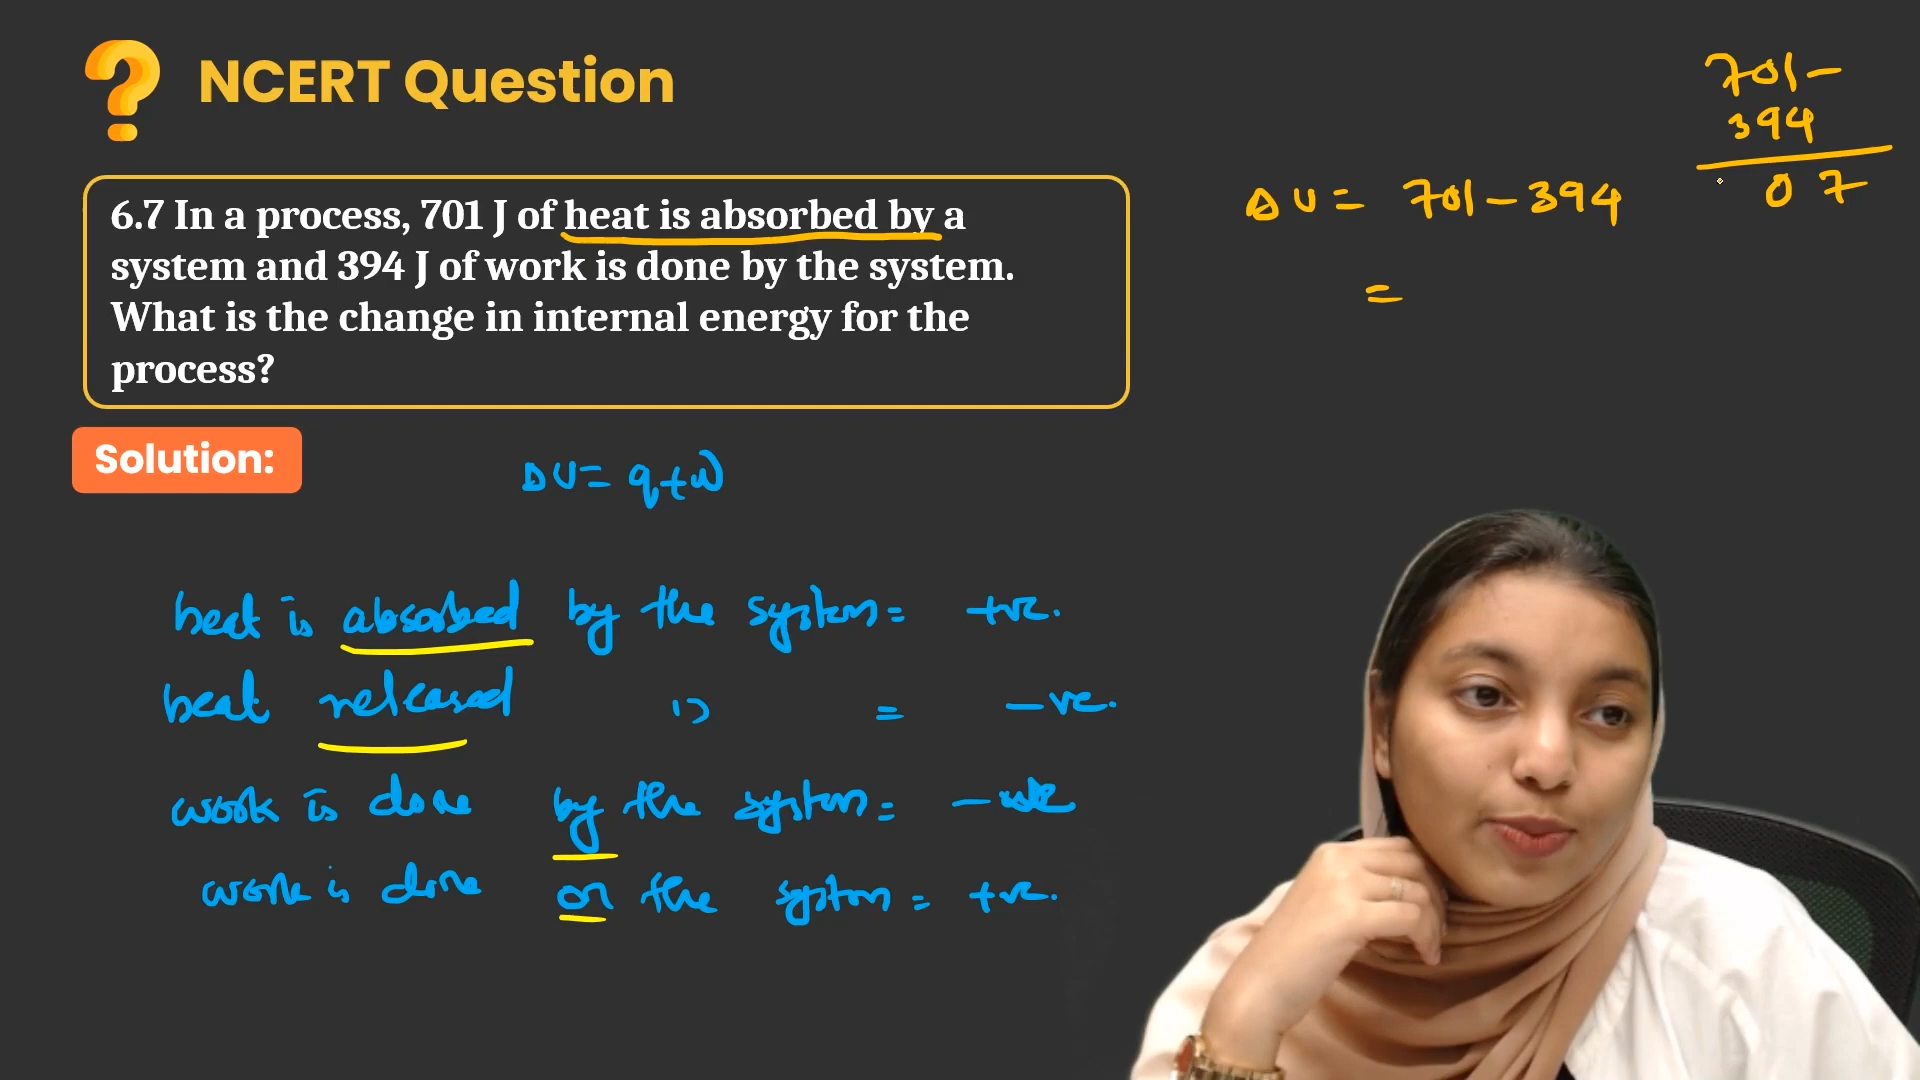 NCERT Question
6.7 In a process, 701 J of heat is absorbed by a
system and 394 J of work is done by the system.
What is the change in internal energy for the
process?
Solution:
ΔU= q+w
heat is absorbed by the system= +ve.
heat released 11 = -ve.
work is done by the system= -ve
work is done on the system= +ve.
ΔU= 701-394
=
701-
394
07